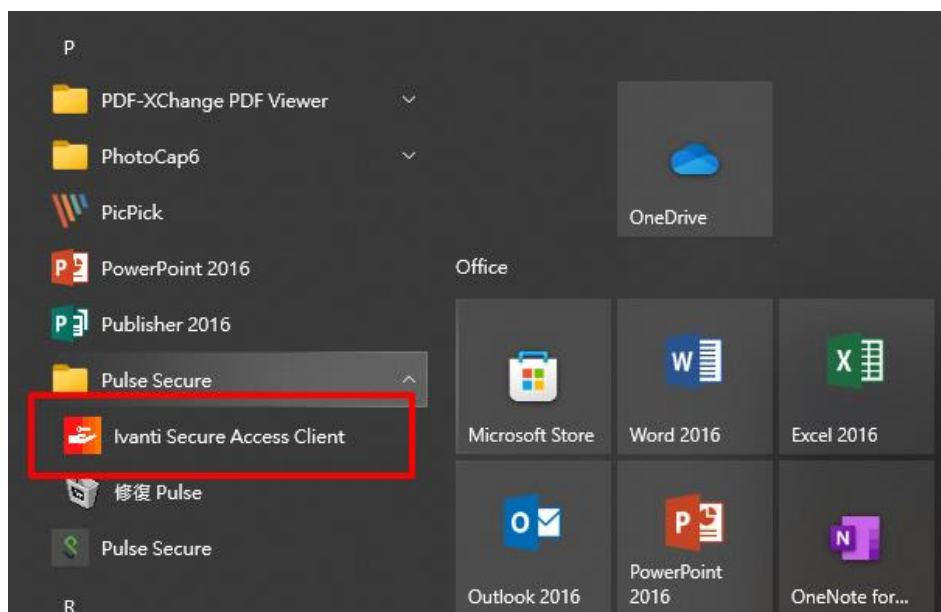 P
PDF-XChange PDF Viewer
PhotoCap6
PicPick
PowerPoint 2016
Publisher 2016
Pulse Secure
Ivanti Secure Access Client
修復 Pulse
Pulse Secure
R
OneDrive
Office
Microsoft Store
Word 2016
Excel 2016
Outlook 2016
PowerPoint
2016
OneNote for...